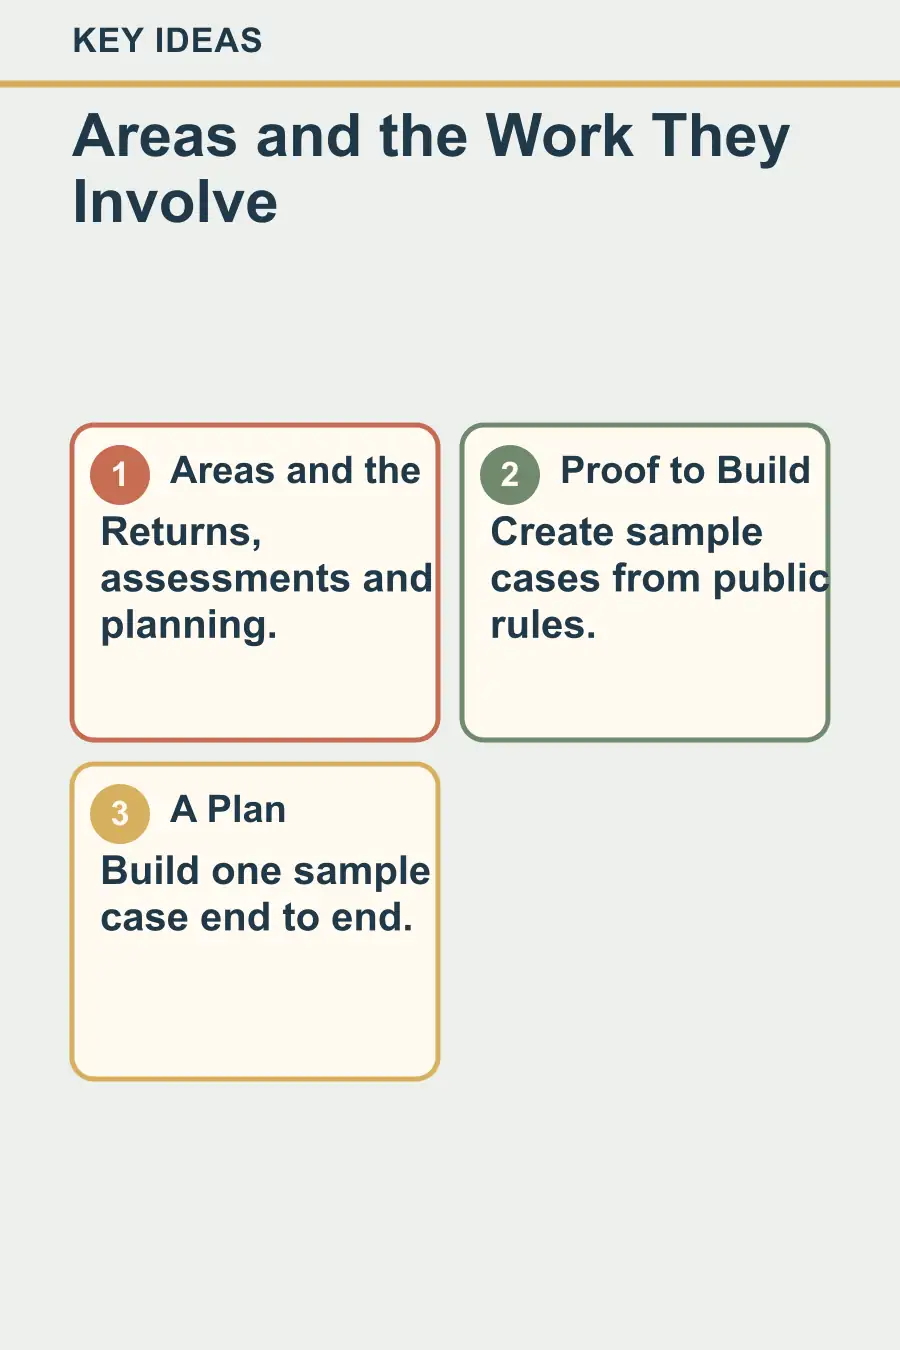 KEY IDEAS
Areas and the Work They
Involve
1
Areas and the
Returns,
assessments and
planning.
2
Proof to Build
Create sample
cases from public
rules.
3
A Plan
Build one sample
case end to end.